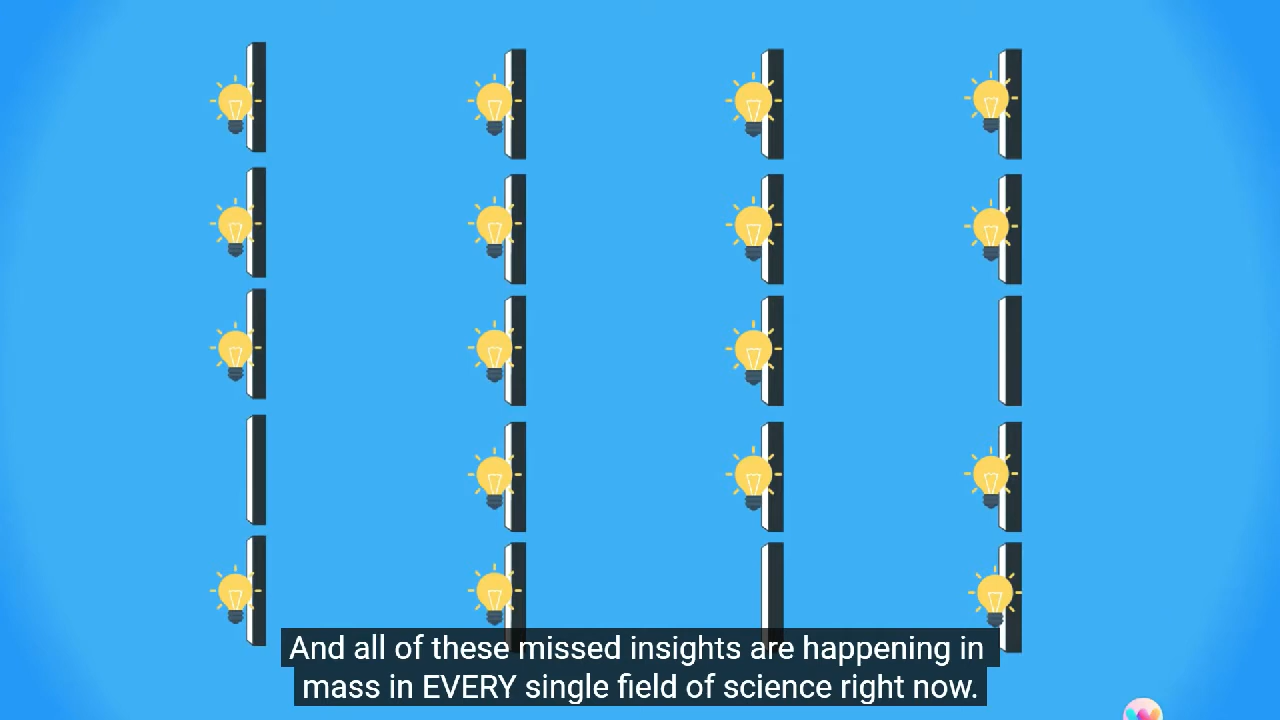 And all of these missed insights are happening in
mass in EVERY single field of science right now.